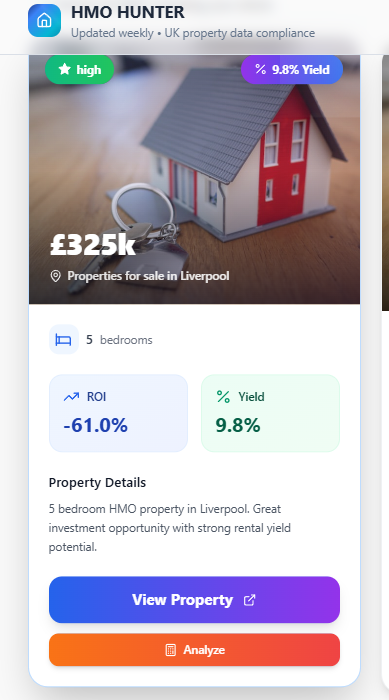 HMO HUNTER
Updated weekly • UK property data compliance
high
% 9.8% Yield
£325k
Properties for sale in Liverpool
5 bedrooms
ROI
-61.0%
% Yield
9.8%
Property Details
5 bedroom HMO property in Liverpool. Great
investment opportunity with strong rental yield
potential.
View Property
Analyze